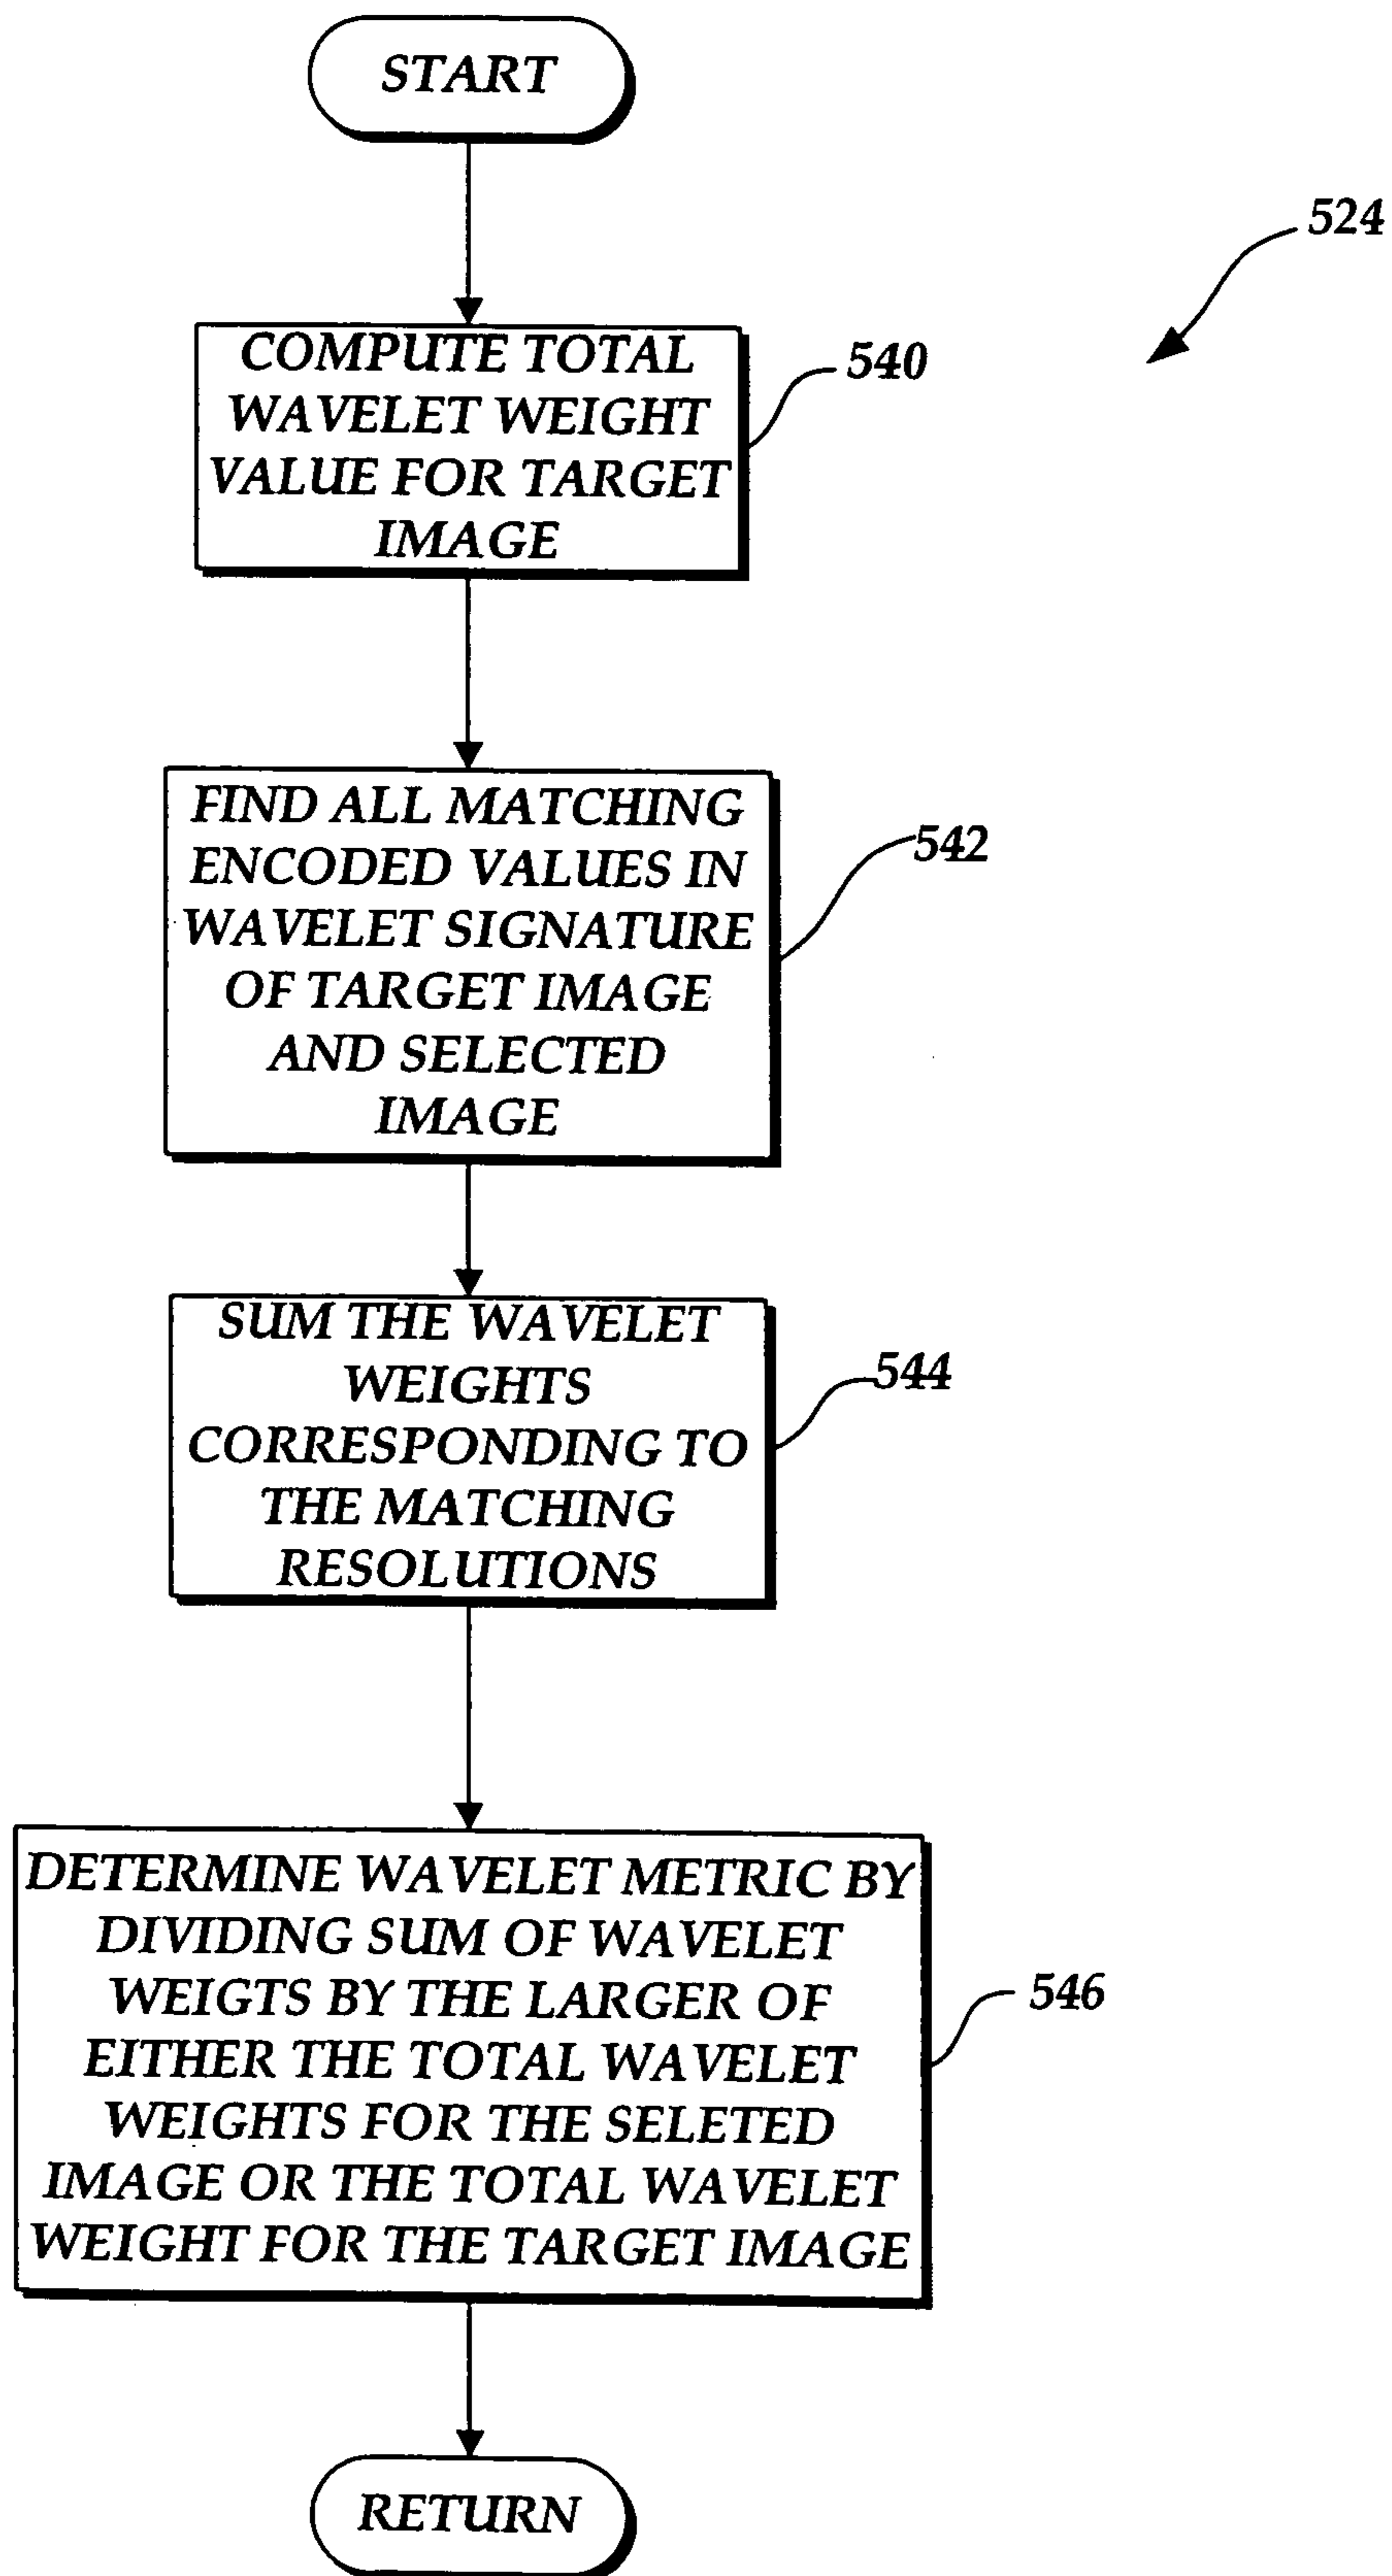 START
524
COMPUTE TOTAL
WAVELET WEIGHT
VALUE FOR TARGET
IMAGE
540
FIND ALL MATCHING
ENCODED VALUES IN
WAVELET SIGNATURE
OF TARGET IMAGE
AND SELECTED
IMAGE
542
SUM THE WAVELET
WEIGHTS
CORRESPONDING TO
THE MATCHING
RESOLUTIONS
544
DETERMINE WAVELET METRIC BY
DIVIDING SUM OF WAVELET
WEIGTS BY THE LARGER OF
EITHER THE TOTAL WAVELET
WEIGHTS FOR THE SELETED
IMAGE OR THE TOTAL WAVELET
WEIGHT FOR THE TARGET IMAGE
546
RETURN